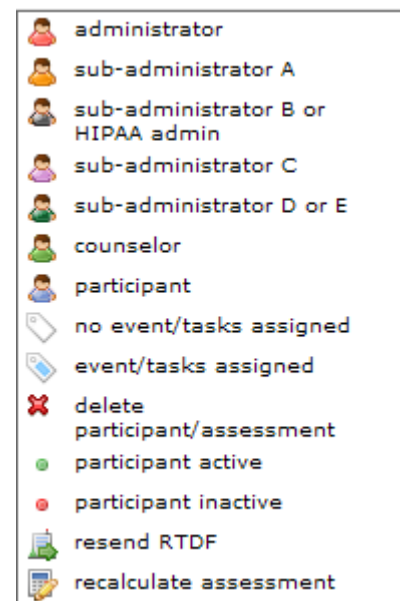 administrator
sub-administrator A
sub-administrator B or
HIPAA admin
sub-administrator C
sub-administrator D or E
counselor
participant
no event/tasks assigned
event/tasks assigned
delete
participant/assessment
participant active
participant inactive
resend RTDF
recalculate assessment